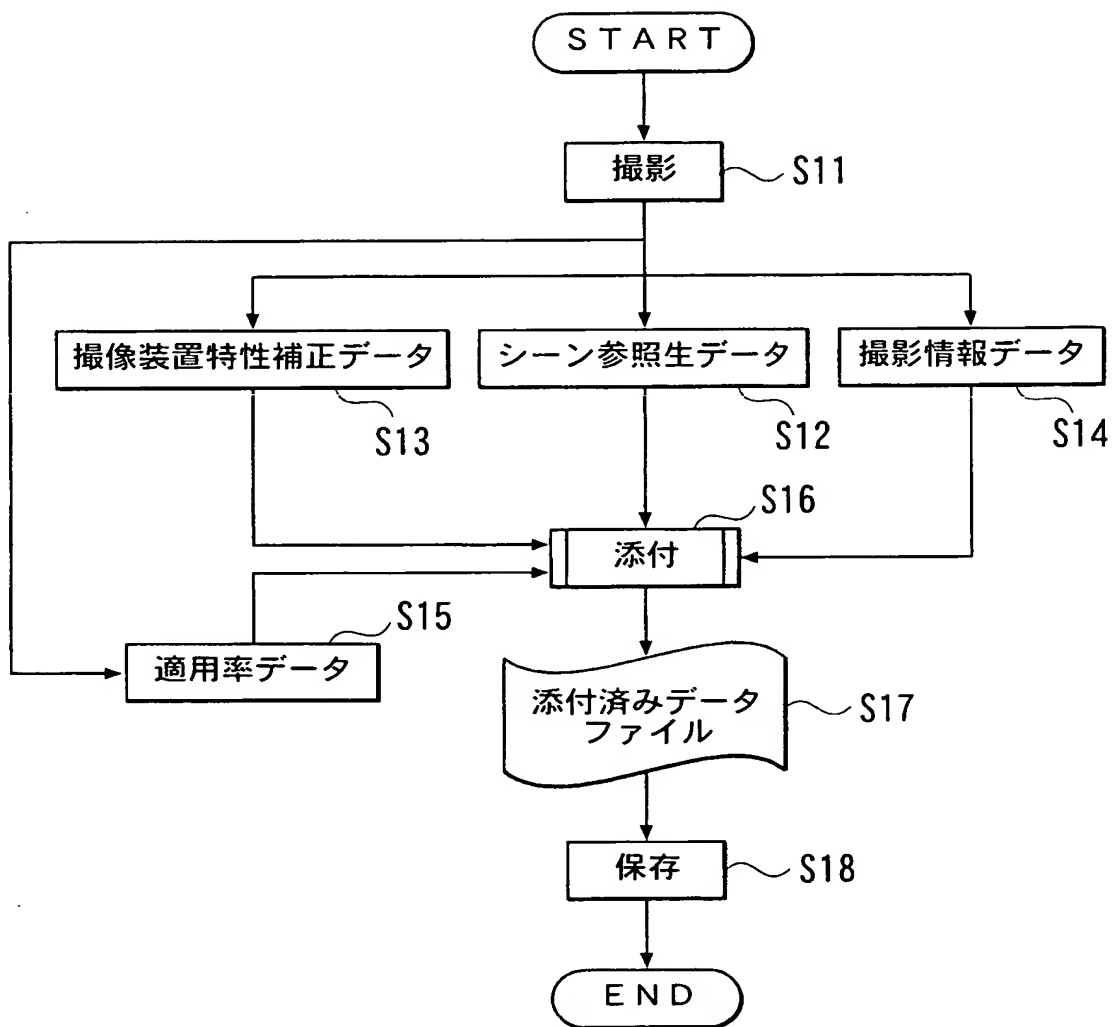 START
撮影
S11
撮像装置特性補正データ
シーン参照生データ
撮影情報データ
S13
S12
S14
S16
添付
S15
適用率データ
添付済みデータ
ファイル
S17
保存
S18
END